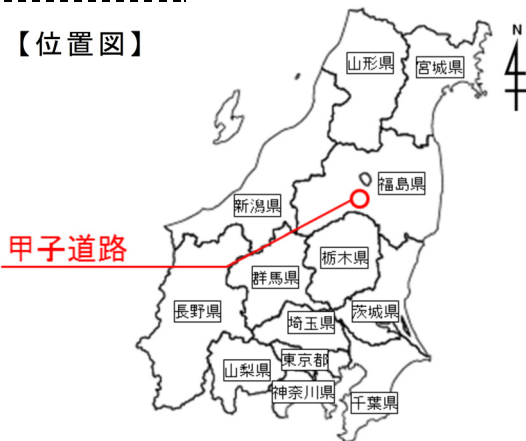 【位置図】
N
山形県
宮城県
福島県
新潟県
甲子道路
栃木県
群馬県
長野県
茨城県
埼玉県
東京都
山梨県
神奈川県
千葉県